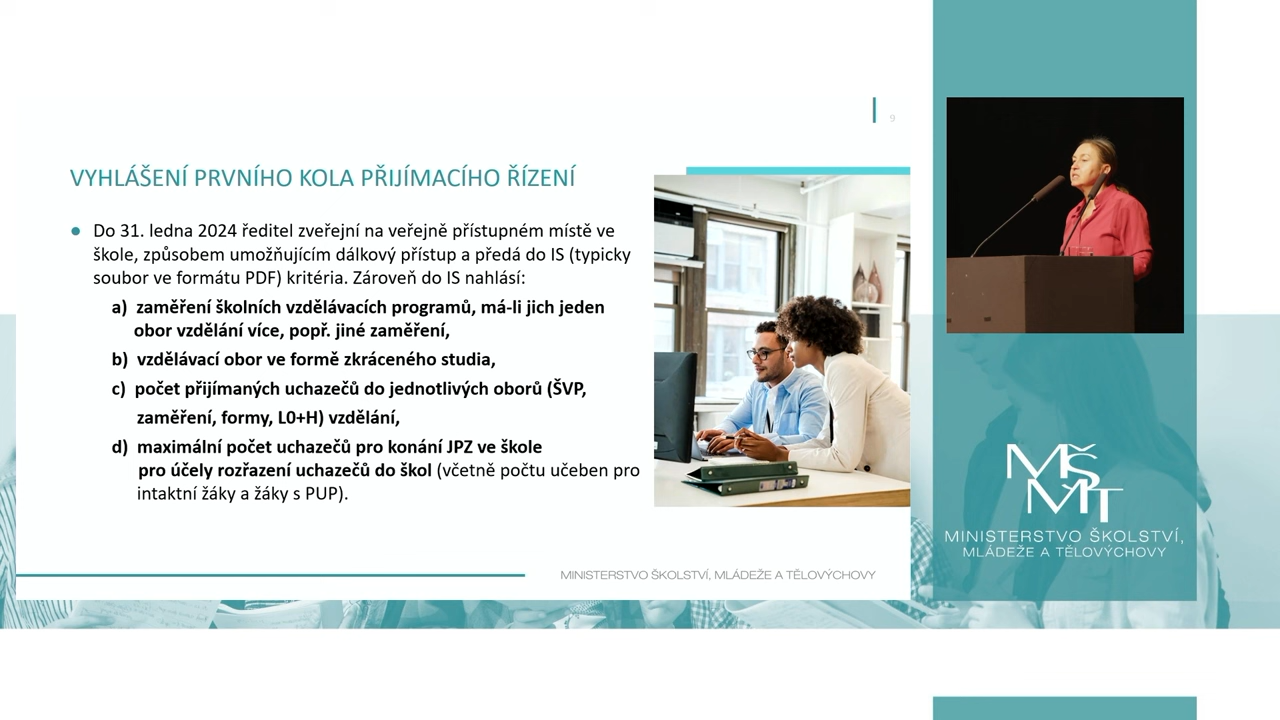 9
VYHLÁŠENÍ PRVNÍHO KOLA PŘIJÍMACÍHO ŘÍZENÍ
Do 31. ledna 2024 ředitel zveřejní na veřejně přístupném místě ve
škole, způsobem umožňujícím dálkový přístup a předá do IS (typicky
soubor ve formátu PDF) kritéria. Zároveň do IS nahlásí:
a) zaměření školních vzdělávacích programů, má-li jich jeden
obor vzdělání více, popř. jiné zaměření,
b) vzdělávací obor ve formě zkráceného studia,
c) počet přijímaných uchazečů do jednotlivých oborů (ŠVP,
zaměření, formy, L0+H) vzdělání,
d) maximální počet uchazečů pro konání JPZ ve škole
pro účely rozřazení uchazečů do škol (včetně počtu učeben pro
intaktní žáky a žáky s PUP).
MINISTERSTVO ŠKOLSTVÍ, MLÁDEŽE A TĚLOVÝCHOVY
MŠ
MT
MINISTERSTVO ŠKOLSTVÍ,
MLÁDEŽE A TĚLOVÝCHOVY